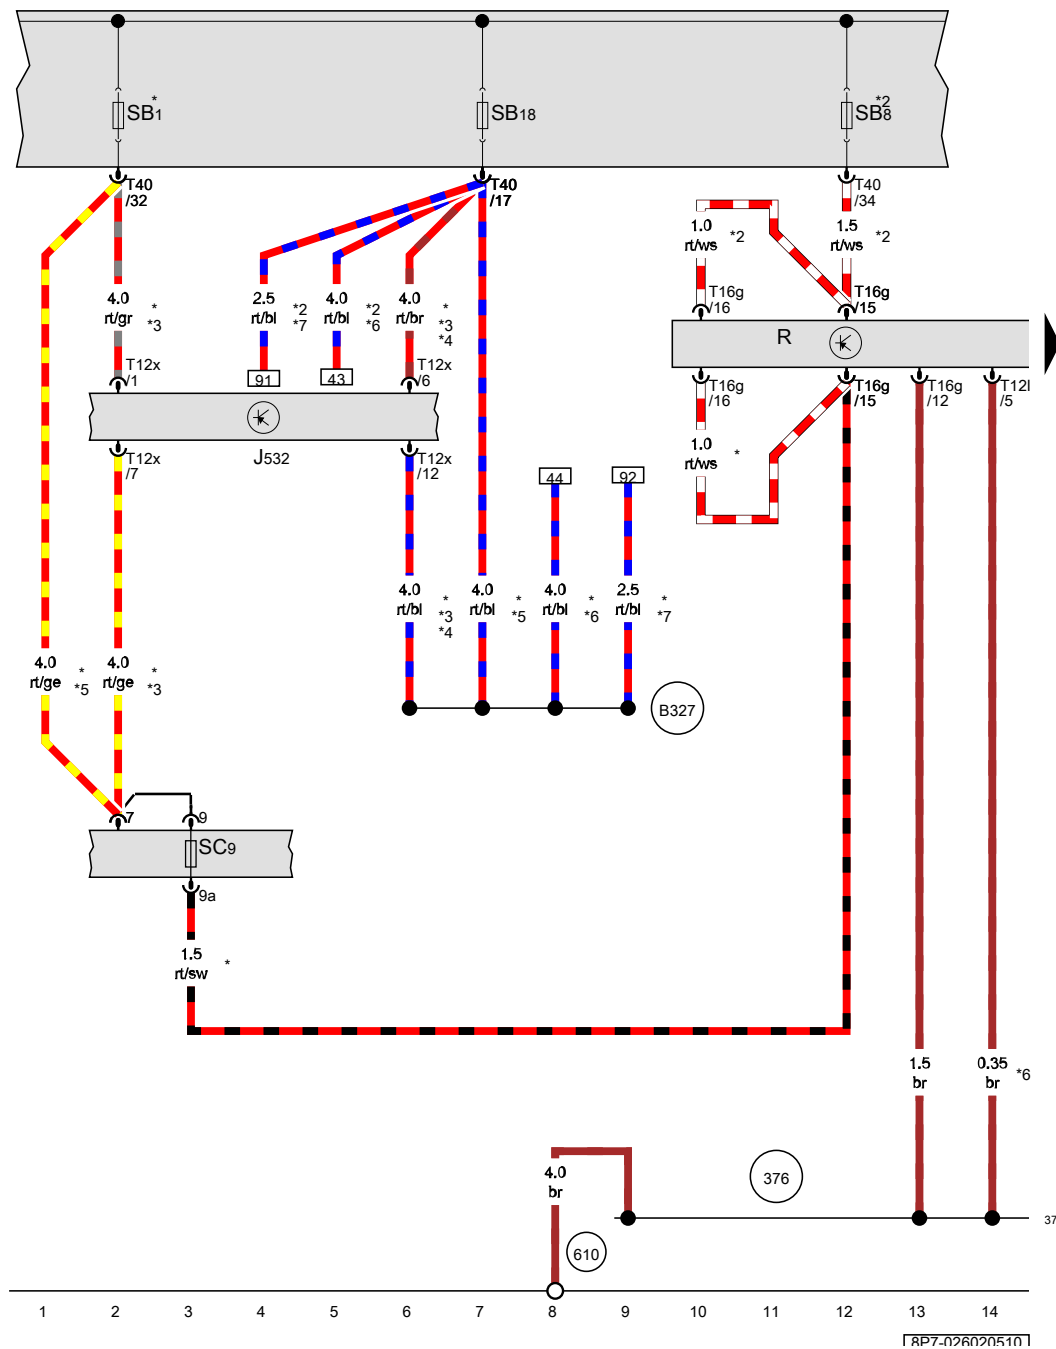 SB1 *
SB18
SB8 *2
T40
/32
T40
/17
T40
/34
1.0
rt/ws *2
1.5
rt/ws *2
4.0
rt/gr
*
*3
2.5
rt/bl
*2
*7
4.0
rt/bl
*2
*6
4.0
rt/br
*
*3
*4
T16g
/16
T16g
/15
R
T12x
/1
91
43
T12x
/6
T16g
/16
T16g
/15
T16g
/12
T12l
/5
J532
T12x
/7
T12x
/12
1.0
rt/ws *
44
92
4.0
rt/bl
*
*3
*4
4.0
rt/bl
*
*5
4.0
rt/bl
*
*6
2.5
rt/bl
*
*7
4.0
rt/ge
*
*5
4.0
rt/ge
*
*3
B327
7
9
SC9
9a
1.5
rt/sw *
1.5
br
0.35
br *6
4.0
br
376
37
610
1 2 3 4 5 6 7 8 9 10 11 12 13 14
8P7-026020510